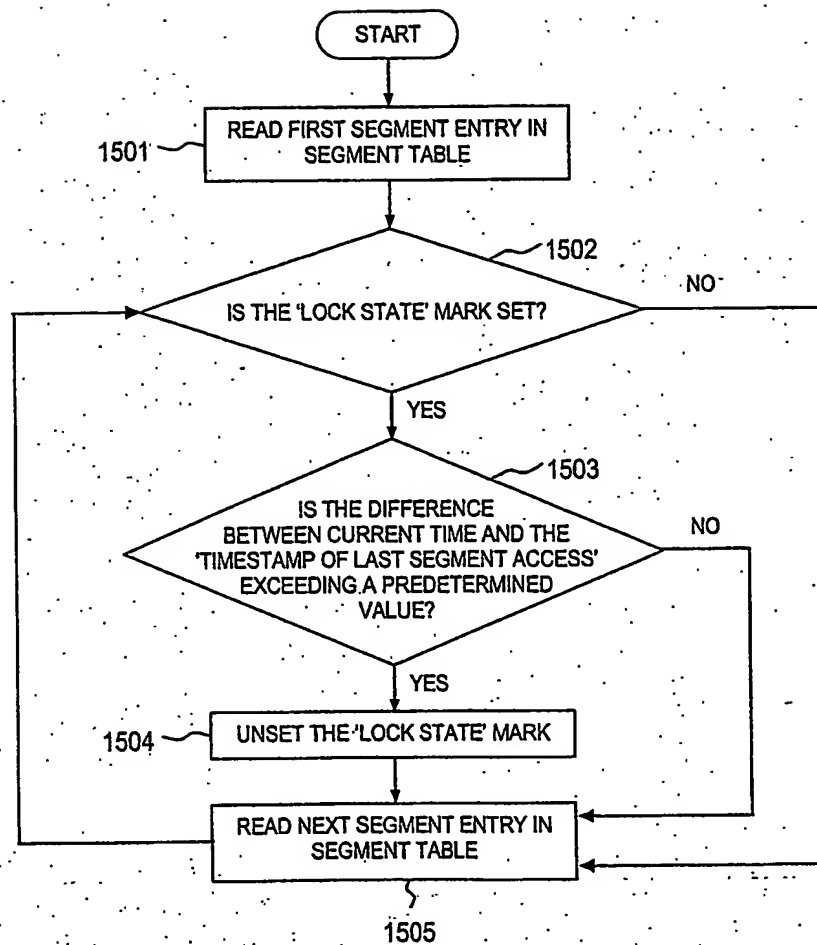 START
READ FIRST SEGMENT ENTRY IN
SEGMENT TABLE
1501
1502
IS THE 'LOCK STATE' MARK SET?
NO
YES
1503
IS THE DIFFERENCE
BETWEEN CURRENT TIME AND THE
'TIMESTAMP OF LAST SEGMENT ACCESS'
EXCEEDING A PREDETERMINED
VALUE?
NO
YES
1504
UNSET THE 'LOCK STATE' MARK
READ NEXT SEGMENT ENTRY IN
SEGMENT TABLE
1505